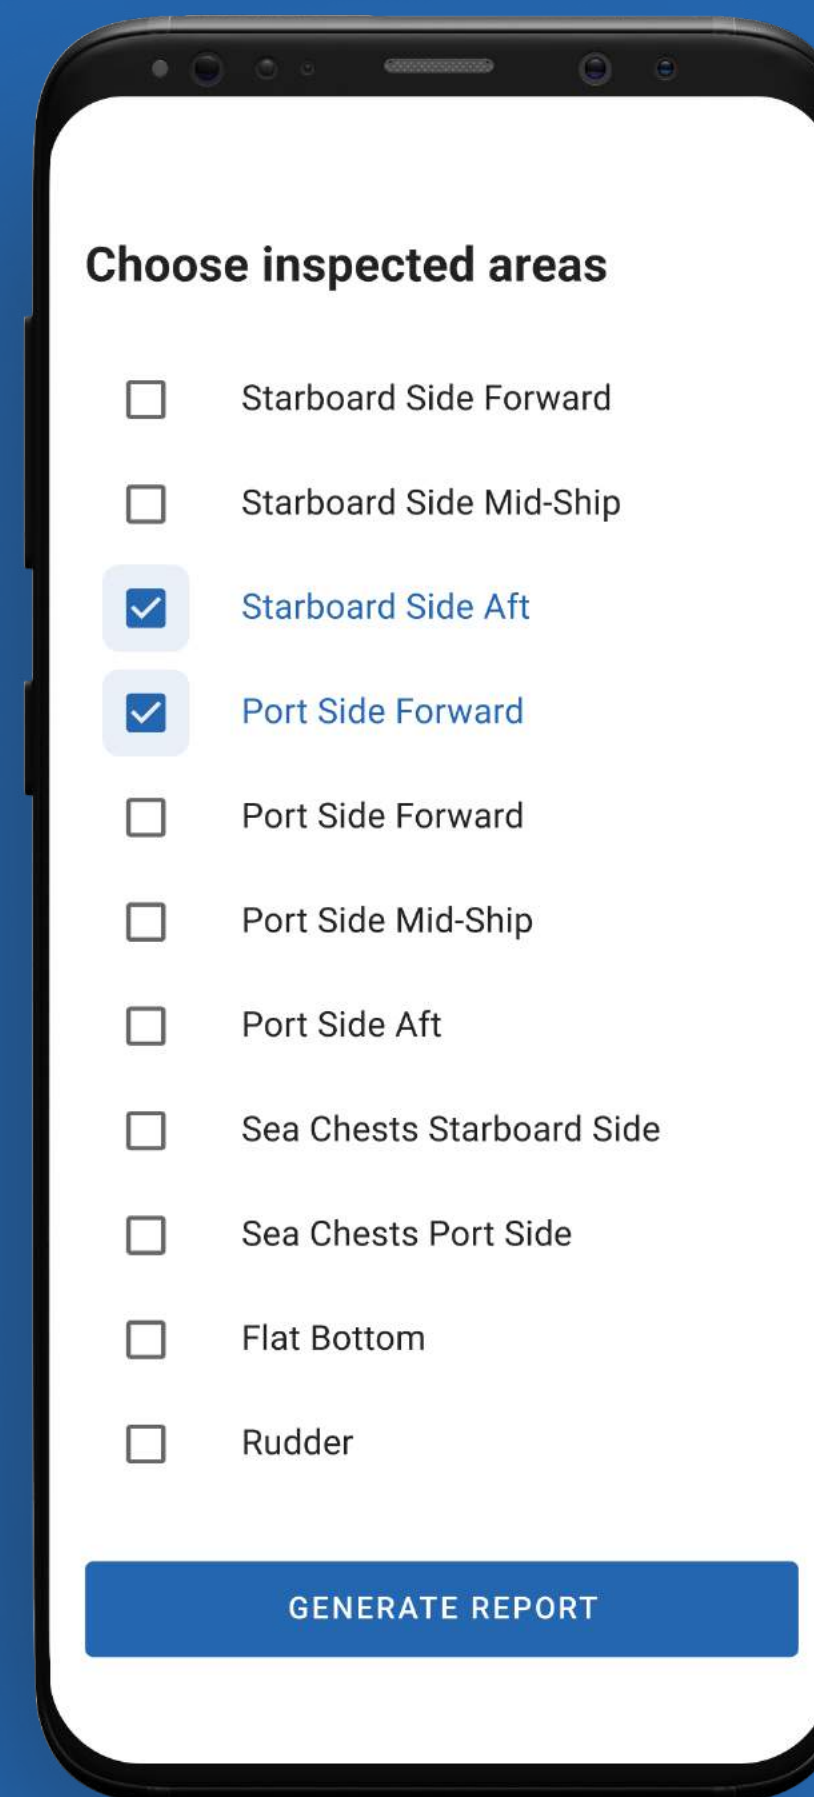 Choose inspected areas
Starboard Side Forward
Starboard Side Mid-Ship
Starboard Side Aft
Port Side Forward
Port Side Forward
Port Side Mid-Ship
Port Side Aft
Sea Chests Starboard Side
Sea Chests Port Side
Flat Bottom
Rudder
GENERATE REPORT